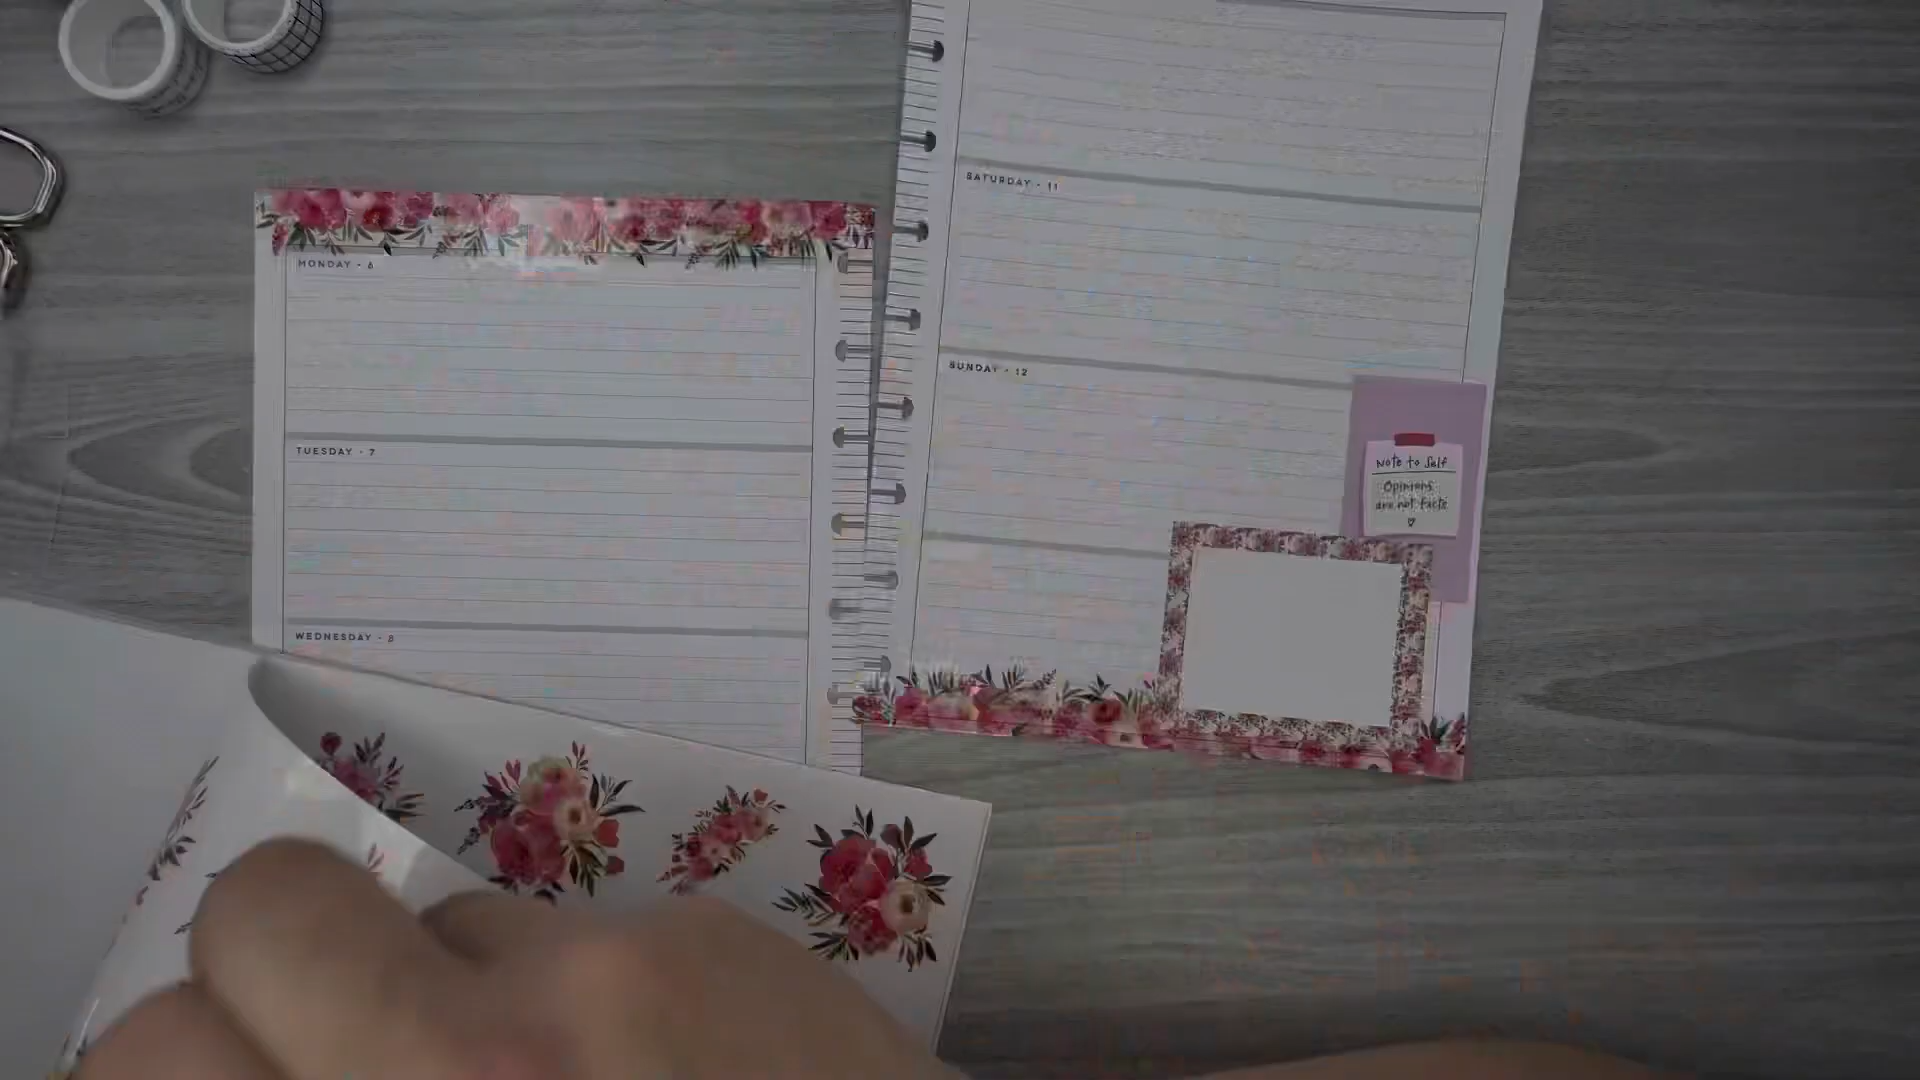 MONDAY - 6
TUESDAY - 7
WEDNESDAY - 8
SATURDAY - 11
SUNDAY - 12
Note to Self
Opinions
are not facts